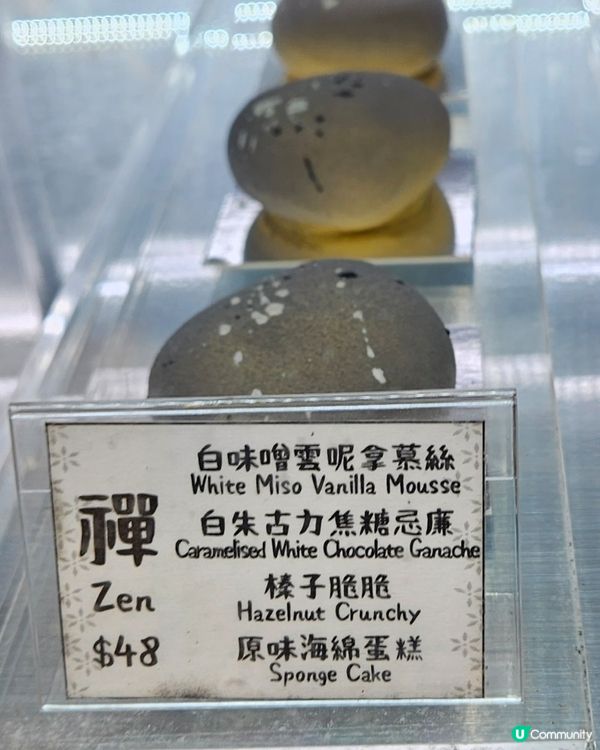 禪
Zen
$48
白味噌雲呢拿慕絲
White Miso Vanilla Mousse
白朱古力焦糖忌廉
Caramelised White Chocolate Ganache
榛子脆脆
Hazelnut Crunchy
原味海綿蛋糕
Sponge Cake
U Community